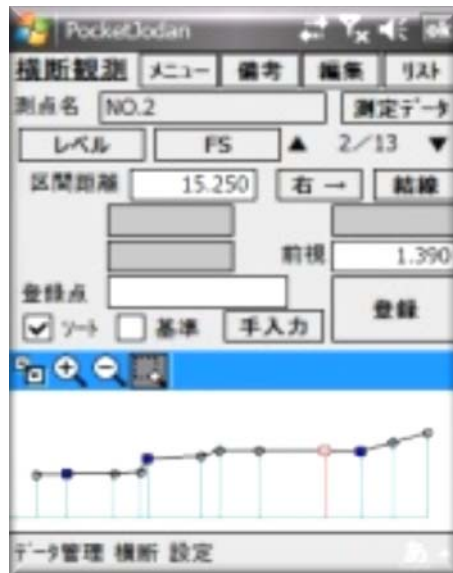 PocketJodan ok
横断観測 メニュー 備考 編集 リスト
測点名 NO.2 測定データ
レベル FS ▲ 2/13 ▼
区間距離 15.250 右→ 結線
前視 1.390
登録点
登録
ソート 基準 手入力
データ管理 横断 設定 あ